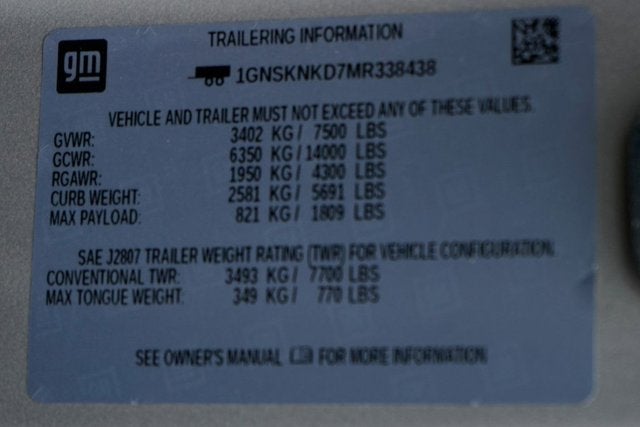 gm
TRAILERING INFORMATION
1GNSKNKD7MR338438
VEHICLE AND TRAILER MUST NOT EXCEED ANY OF THESE VALUES.
GVWR: 3402 KG/ 7500 LBS
GCWR: 6350 KG/ 14000 LBS
RGAWR: 1950 KG/ 4300 LBS
CURB WEIGHT: 2581 KG/ 5691 LBS
MAX PAYLOAD: 821 KG/ 1809 LBS
SAE J2807 TRAILER WEIGHT RATING (TWR) FOR VEHICLE CONFIGURATION.
CONVENTIONAL TWR: 3493 KG/ 7700 LBS
MAX TONGUE WEIGHT: 349 KG/ 770 LBS
SEE OWNER'S MANUAL FOR MORE INFORMATION